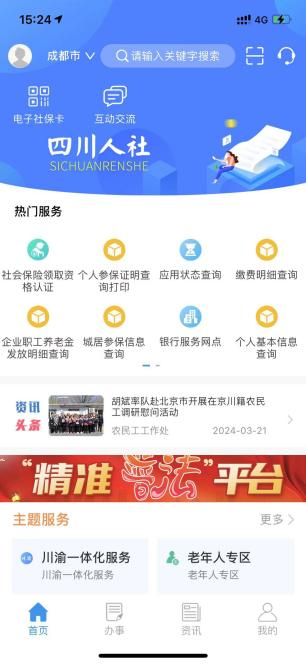 15:24
4G
成都市
请输入关键字搜索
电子社保卡
互动交流
四川人社
SICHUANRENSHE
热门服务
社会保险领取资
格认证
个人参保证明查
询打印
应用状态查询
缴费明细查询
企业职工养老金
发放明细查询
城居参保信息
查询
银行服务网点
个人基本信息
查询
资讯
头条
胡斌率队赴北京市开展在京川籍农民
工调研慰问活动
农民工工作处
2024-03-21
“精准普法”平台
主题服务
更多
川渝一体化服务
川渝一体化服务
老年人专区
老年人专区
首页
办事
资讯
我的